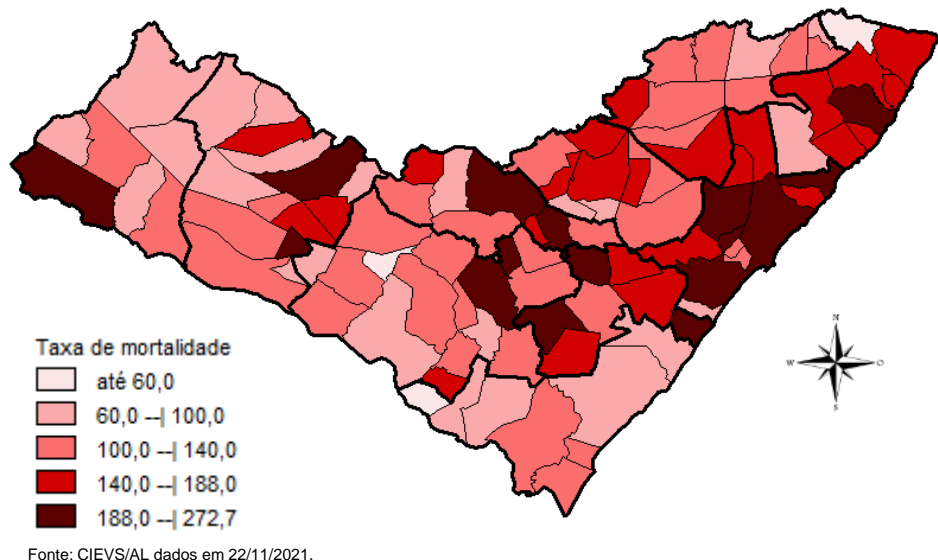 N
W
O
S
Taxa de mortalidade
até 60,0
60,0 --| 100,0
100,0 --| 140,0
140,0 --| 188,0
188,0 --| 272,7
Fonte: CIEVS/AL dados em 22/11/2021.